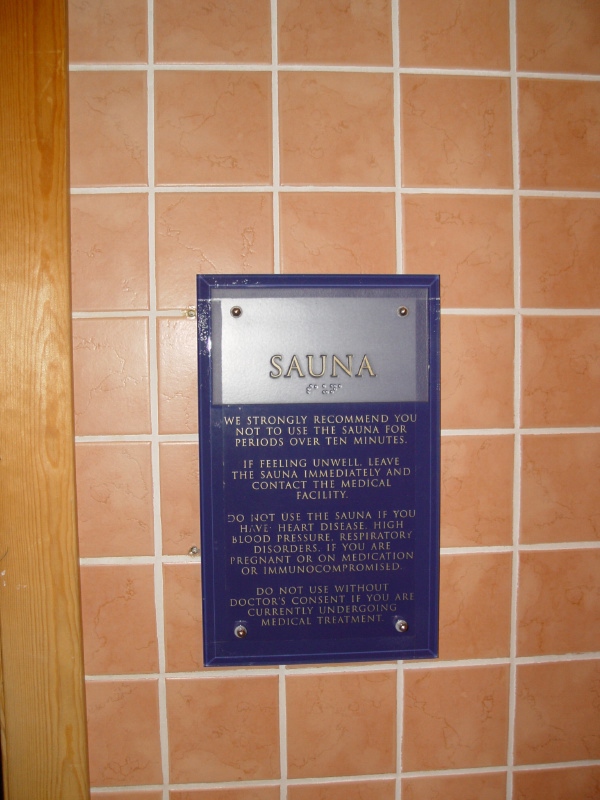 SAUNA
WE STRONGLY RECOMMEND YOU
NOT TO USE THE SAUNA FOR
PERIODS OVER TEN MINUTES.
IF FEELING UNWELL, LEAVE
THE SAUNA IMMEDIATELY AND
CONTACT THE MEDICAL
FACILITY.
DO NOT USE THE SAUNA IF YOU
HAVE: HEART DISEASE, HIGH
BLOOD PRESSURE, RESPIRATORY
DISORDERS, IF YOU ARE
PREGNANT OR ON MEDICATION
OR IMMUNOCOMPROMISED.
DO NOT USE WITHOUT
DOCTOR'S CONSENT IF YOU ARE
CURRENTLY UNDERGOING
MEDICAL TREATMENT.